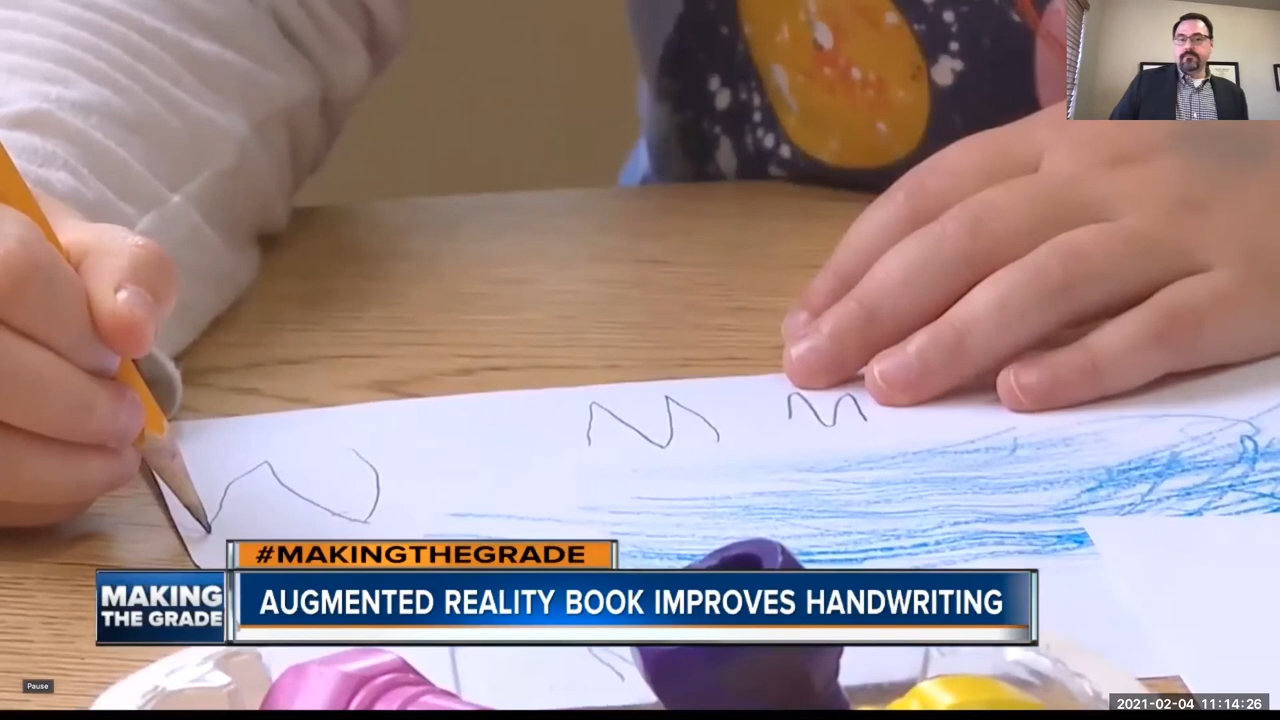 #MAKINGTHEGRADE
MAKING
THE GRADE
AUGMENTED REALITY BOOK IMPROVES HANDWRITING
Pause
2021-02-04 11:14:26